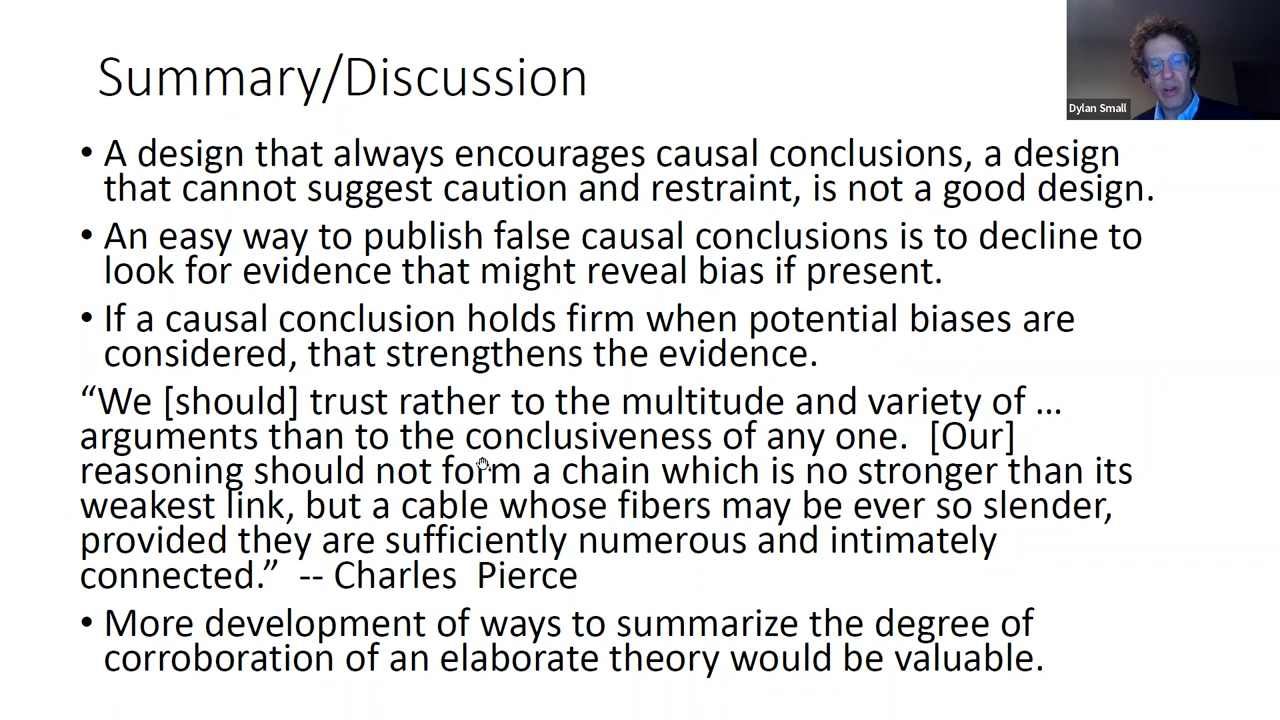 Summary/Discussion
Dylan Small
• A design that always encourages causal conclusions, a design
that cannot suggest caution and restraint, is not a good design.
• An easy way to publish false causal conclusions is to decline to
look for evidence that might reveal bias if present.
• If a causal conclusion holds firm when potential biases are
considered, that strengthens the evidence.
“We [should] trust rather to the multitude and variety of …
arguments than to the conclusiveness of any one.  [Our]
reasoning should not form a chain which is no stronger than its
weakest link, but a cable whose fibers may be ever so slender,
provided they are sufficiently numerous and intimately
connected.”  -- Charles  Pierce
• More development of ways to summarize the degree of
corroboration of an elaborate theory would be valuable.